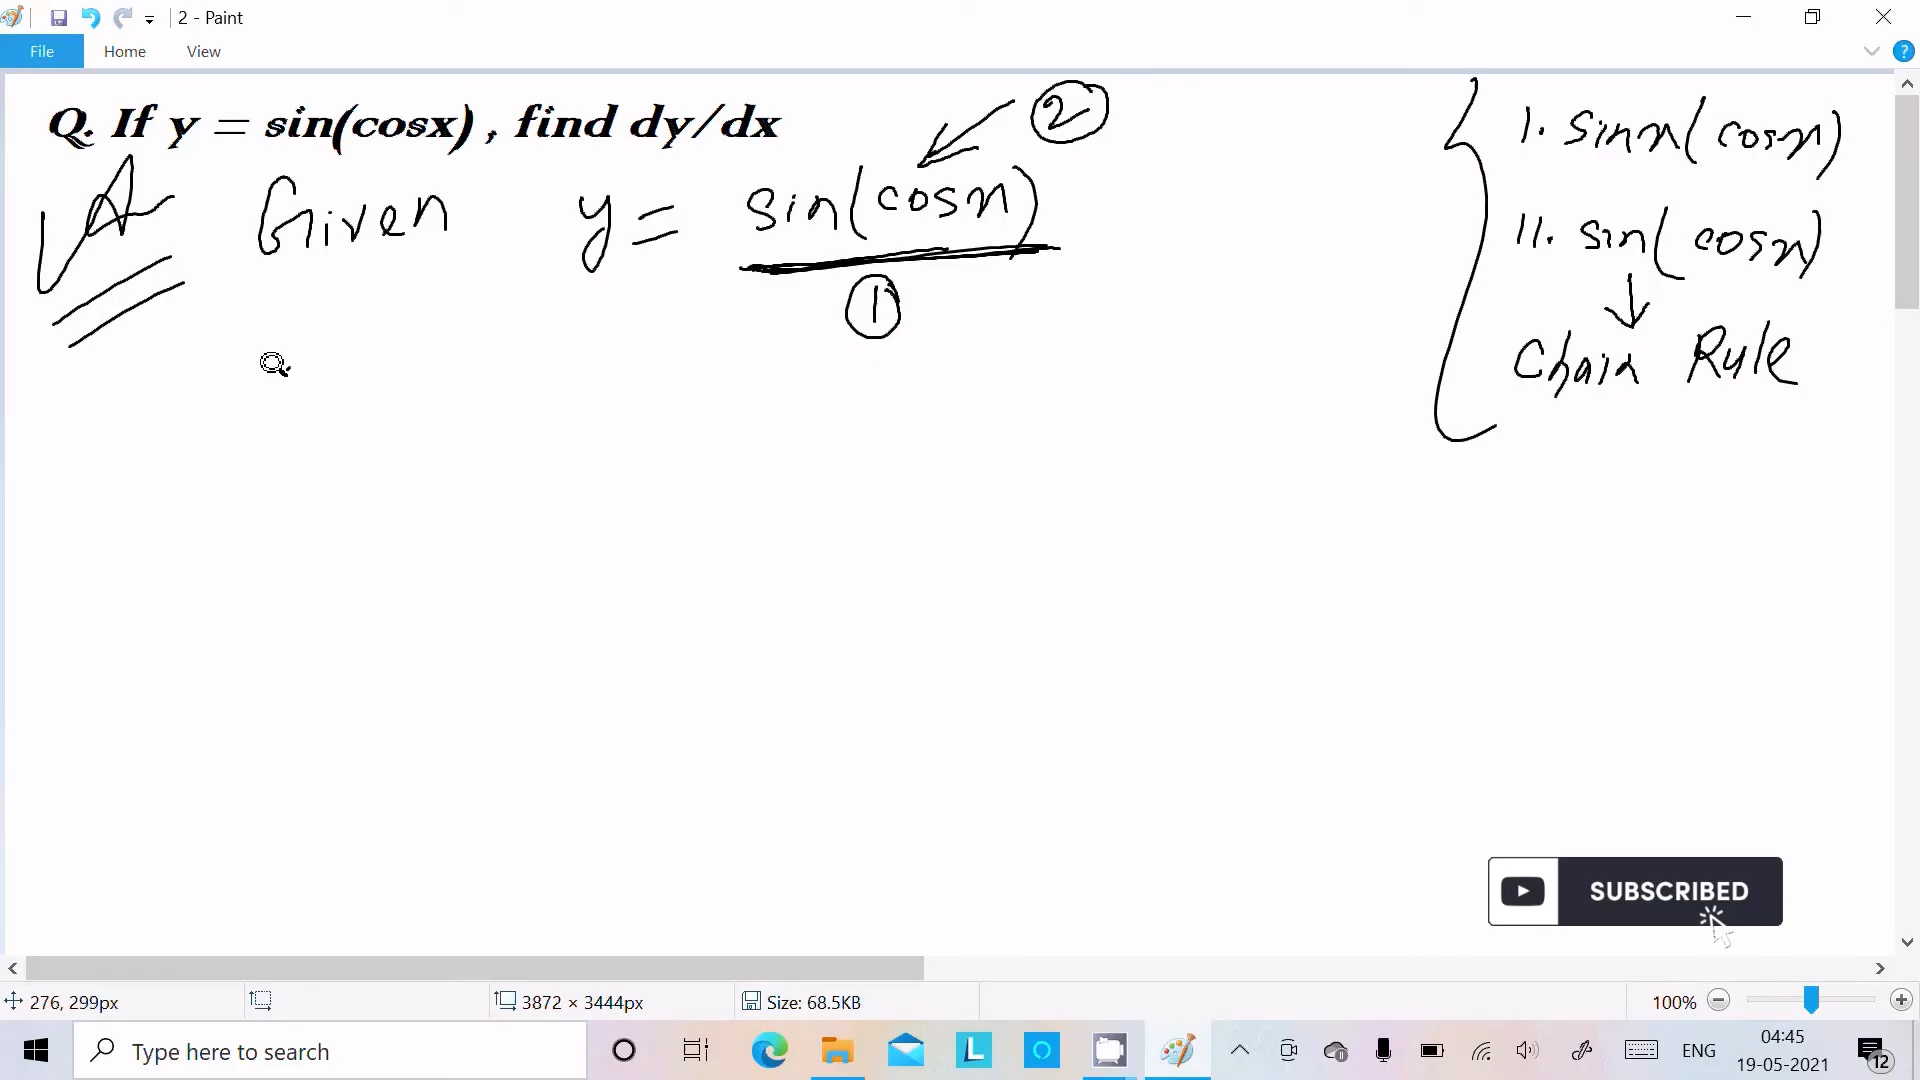 2 - Paint
File Home View
Q. If y = sin(cosx), find dy/dx
2
A Given y = sin(cosx)
1
I. sinx(cosx)
II. sin(cosx)
Chain Rule
SUBSCRIBED
276, 299px 3872 × 3444px Size: 68.5KB 100%
Type here to search
L
ENG
04:45
19-05-2021
12